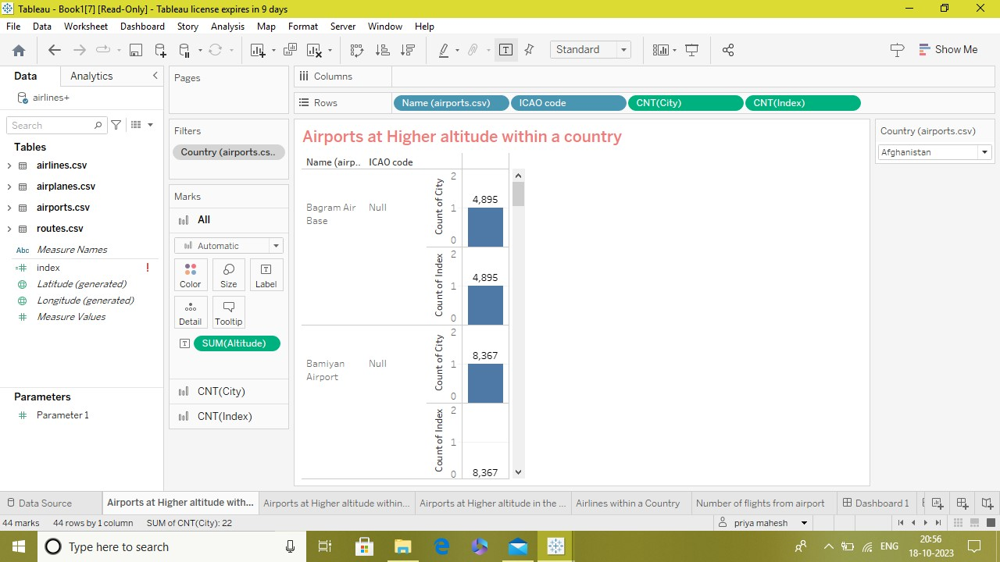 Tableau - Book1[7] [Read-Only] - Tableau license expires in 9 days
File Data Worksheet Dashboard Story Analysis Map Format Server Window Help
Standard
Show Me
Data Analytics
airlines+
Search
Tables
airlines.csv
airplanes.csv
airports.csv
routes.csv
Abc Measure Names
index !
Latitude (generated)
Longitude (generated)
Measure Values
Parameters
Parameter 1
Pages
Filters
Country (airports.cs..
Marks
All
Automatic
Color Size Label
Detail Tooltip
SUM(Altitude)
CNT(City)
CNT(Index)
Columns
Rows Name (airports.csv) ICAO code CNT(City) CNT(Index)
Airports at Higher altitude within a country
Name (airp.. ICAO code
Bagram Air
Base
Null
Count of City
2
1
0
4,895
Count of Index
2
1
0
4,895
Bamiyan
Airport
Null
Count of City
2
1
0
8,367
Count of Index
2
1
0
8,367
Country (airports.csv)
Afghanistan
Data Source Airports at Higher altitude with... Airports at Higher altitude within... Airports at Higher altitude in the ... Airlines within a Country Number of flights from airport Dashboard 1
44 marks 44 rows by 1 column SUM of CNT(City): 22 priya mahesh
Type here to search
ENG
20:56
18-10-2023